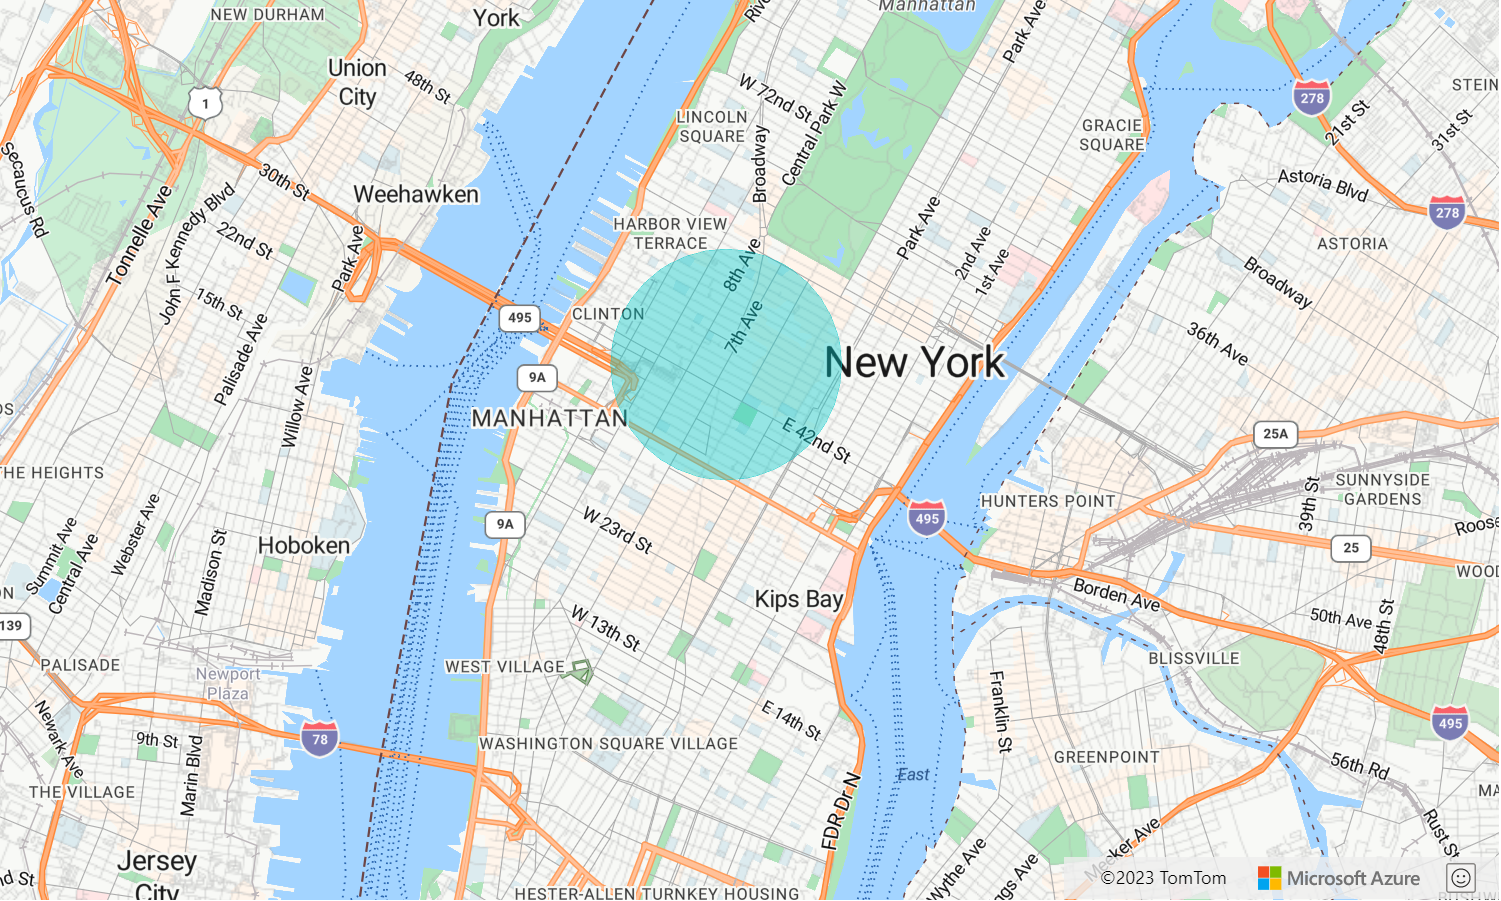 NEW DURHAM
York
Manhattan
Park Ave
Union
City
48th St
1
W 72nd St
Central Park W
LINCOLN
SQUARE
Broadway
278
STEIN
GRACIE
SQUARE
21st St
31st St
Secaucus Rd
30th St
Weehawken
Astoria Blvd
278
Tonnelle Ave
John F Kennedy Blvd
22nd St
Park Ave
HARBOR VIEW
TERRACE
Park Ave
2nd Ave
1st Ave
ASTORIA
Broadway
15th St
8th Ave
7th Ave
495
CLINTON
36th Ave
Palisade Ave
9A
New York
Willow Ave
MANHATTAN
E 42nd St
25A
THE HEIGHTS
SUNNYSIDE
GARDENS
Webster Ave
9A
W 23rd St
495
HUNTERS POINT
39th St
Summit Ave
Central Ave
Hoboken
25
Madison St
Kips Bay
Borden Ave
50th Ave
48th St
139
W 13th St
PALISADE
Newport
Plaza
WEST VILLAGE
BLISSVILLE
Franklin St
E 14th St
Newark Ave
9th St
78
Marin Blvd
WASHINGTON SQUARE VILLAGE
495
GREENPOINT
56th Rd
East
THE VILLAGE
FDR Dr N
Rust St
Jersey
City
Meeker Ave
Wythe Ave
HESTER-ALLEN TURNKEY HOUSING
©2023 TomTom
Microsoft Azure